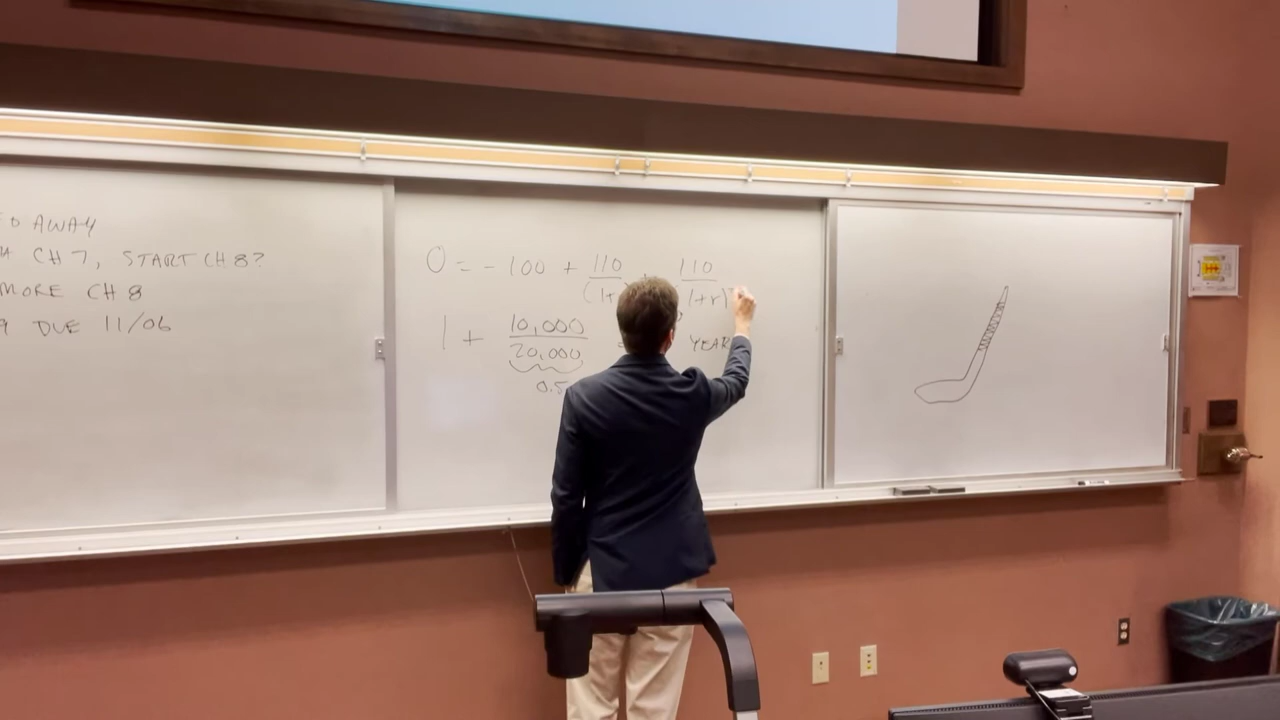 AWAY
CH 7, START CH 8?
MORE CH 8
DUE 11/06
0 = -100 + 110 110
(1+ 1+r)
1 + 10,000
20,000
YEAR
0.5